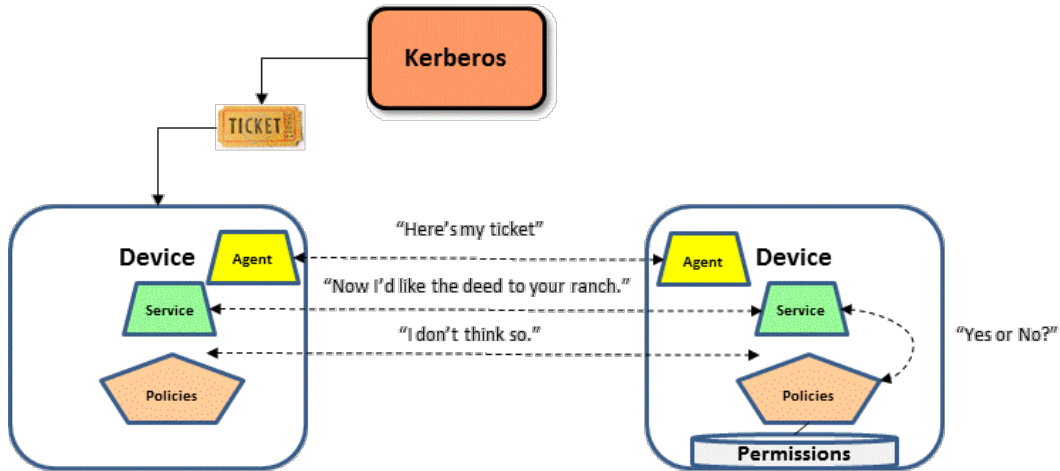 Kerberos
TICKET
“Here’s my ticket”
Device
Agent
Agent
Device
“Now I’d like the deed to your ranch.”
Service
Service
“I don’t think so.”
“Yes or No?”
Policies
Policies
Permissions